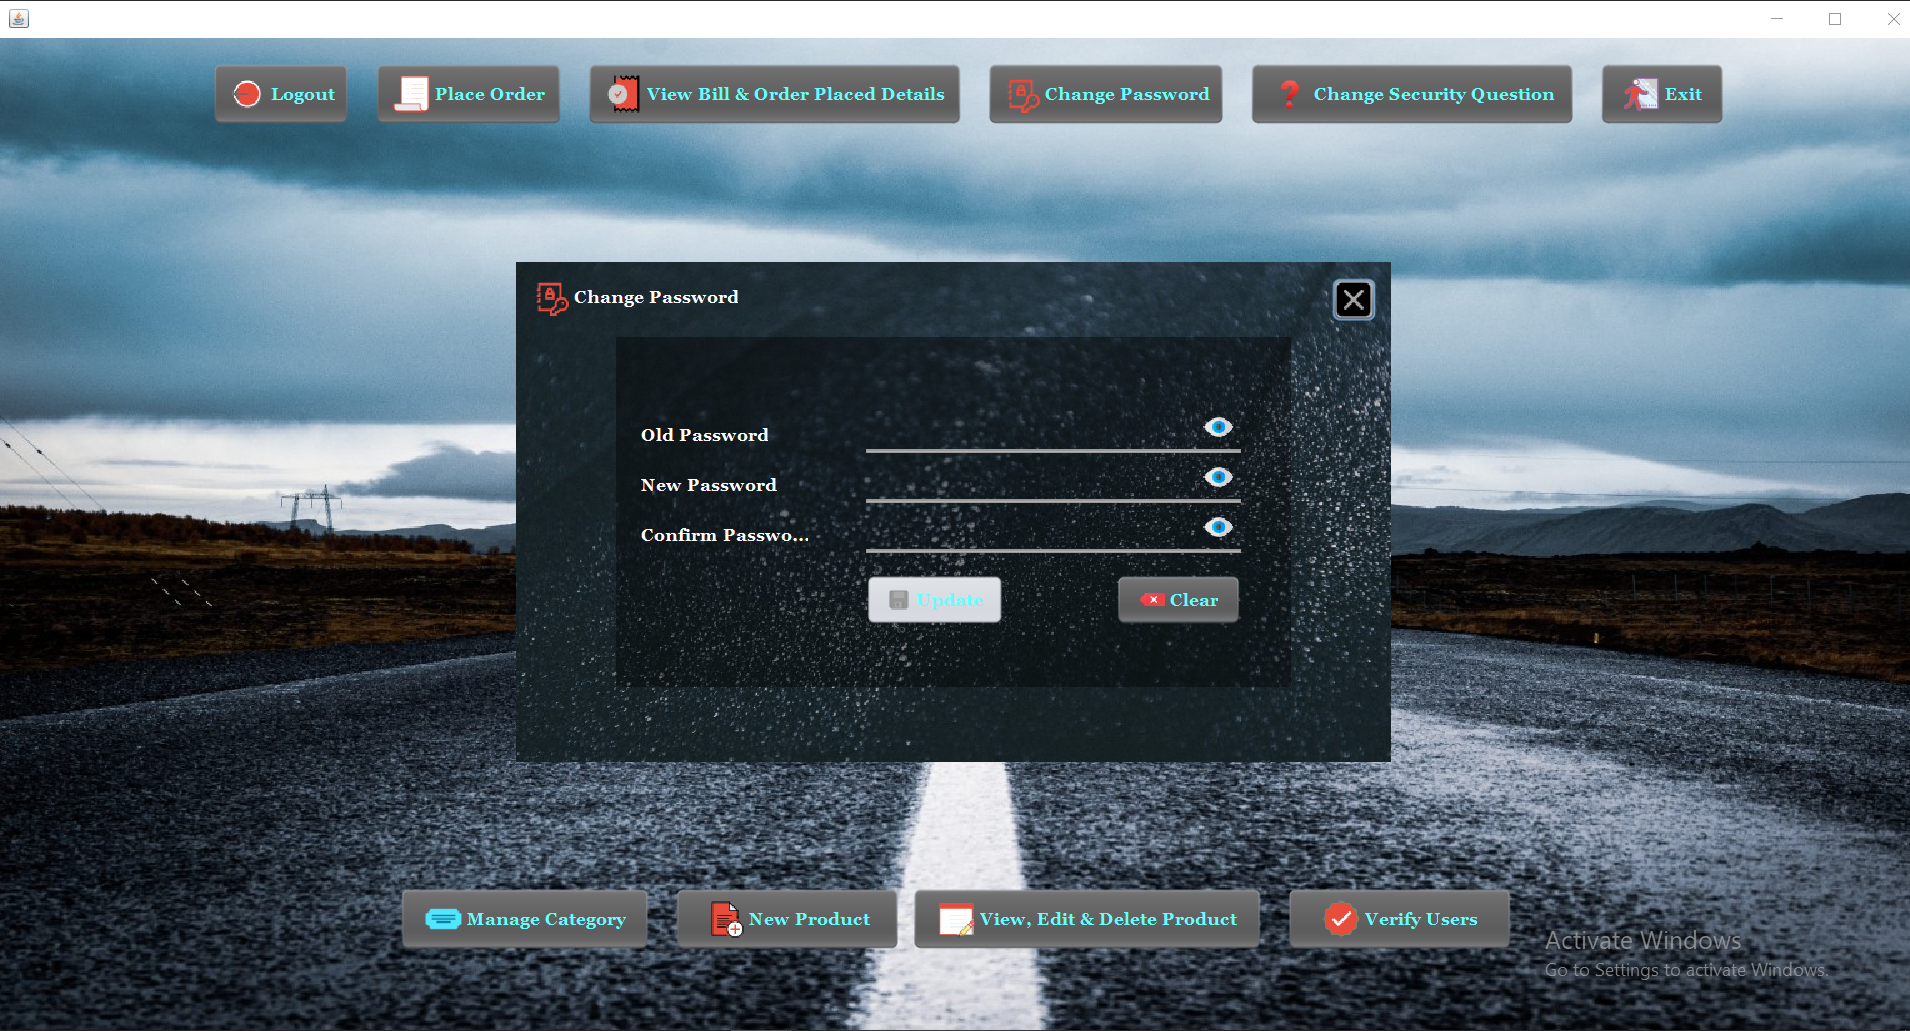 Logout
Place Order
View Bill & Order Placed Details
Change Password
Change Security Question
Exit
Change Password
Old Password
New Password
Confirm Passwo...
Update
Clear
Manage Category
New Product
View, Edit & Delete Product
Verify Users
Activate Windows
Go to Settings to activate Windows.